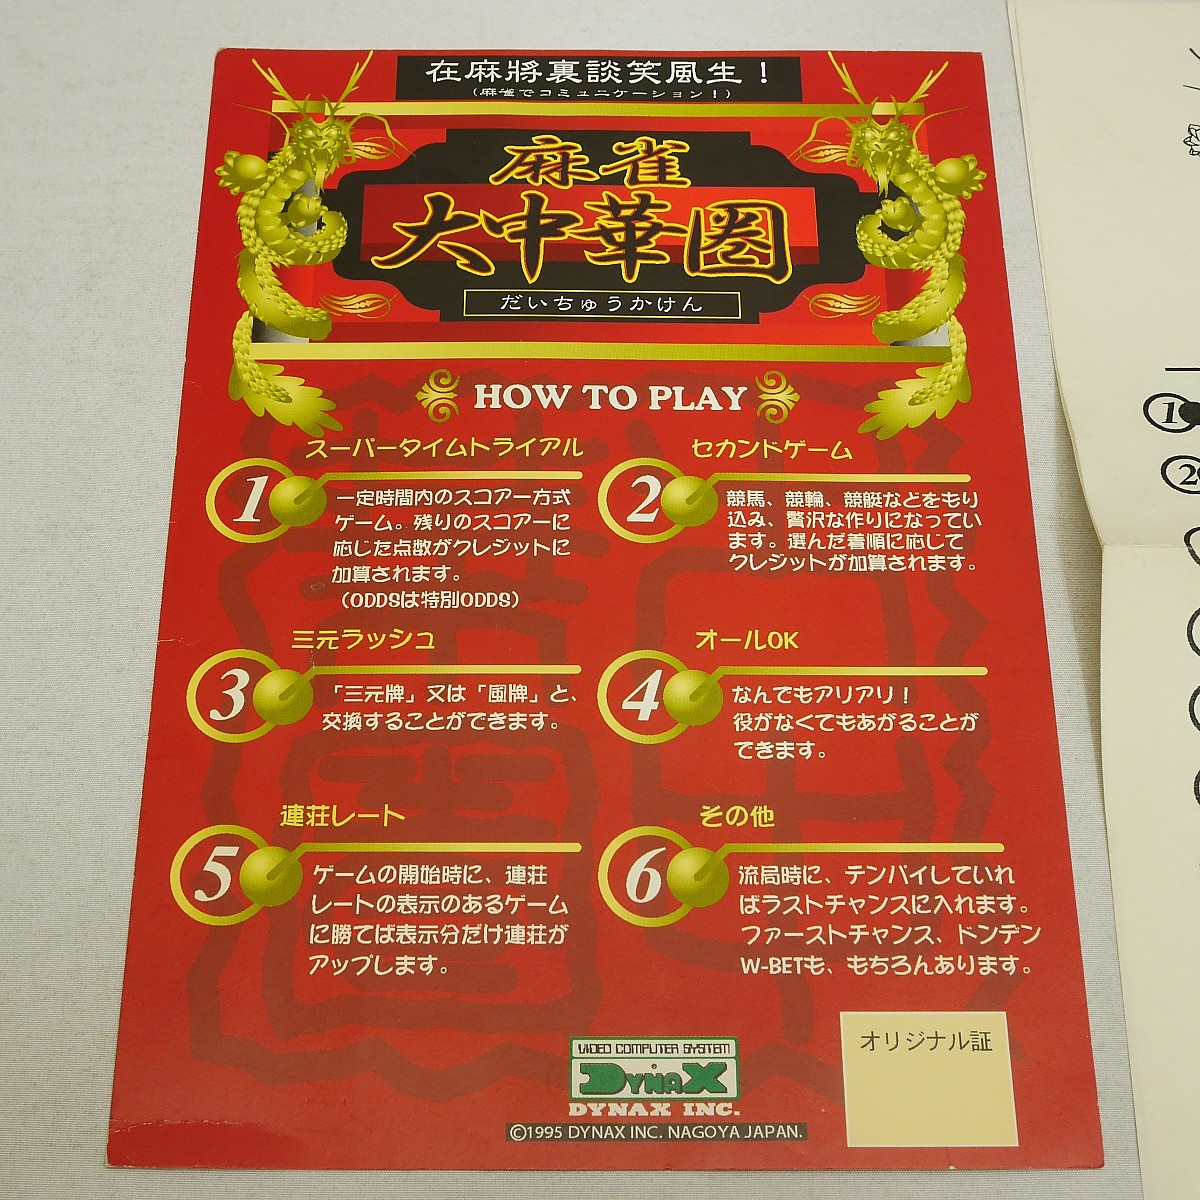 在麻將裏談笑風生！
（麻雀でコミュニケーション！）
麻雀
大中華圏
だいちゅうかけん
HOW TO PLAY
スーパータイムトライアル
1
一定時間内のスコアー方式
ゲーム。残りのスコアーに
応じた点数がクレジットに
加算されます。
（ODDSは特別ODDS）
セカンドゲーム
2
競馬、競輪、競艇などをもり
込み、贅沢な作りになってい
ます。選んだ着順に応じて
クレジットが加算されます。
三元ラッシュ
3
「三元牌」又は「風牌」と、
交換することができます。
オールOK
4
なんでもアリアリ！
役がなくてもあがることが
できます。
連荘レート
5
ゲームの開始時に、連荘
レートの表示のあるゲーム
に勝てば表示分だけ連荘が
アップします。
その他
6
流局時に、テンパイしていれ
ばラストチャンスに入れます。
ファーストチャンス、ドンデン
W-BETも、もちろんあります。
VIDEO COMPUTER SYSTEM
DYNAX
DYNAX INC.
©1995 DYNAX INC. NAGOYA JAPAN.
オリジナル証